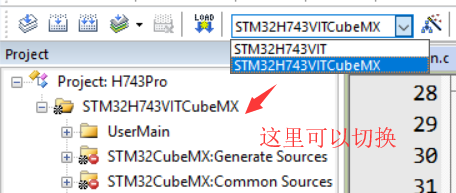 LOAD
STM32H743VITCubeMX
STM32H743VIT
STM32H743VITCubeMX
n.c
Project
Project: H743Pro
STM32H743VITCubeMX
UserMain
STM32CubeMX:Generate Sources
STM32CubeMX:Common Sources
这里可以切换
28
29
30
31